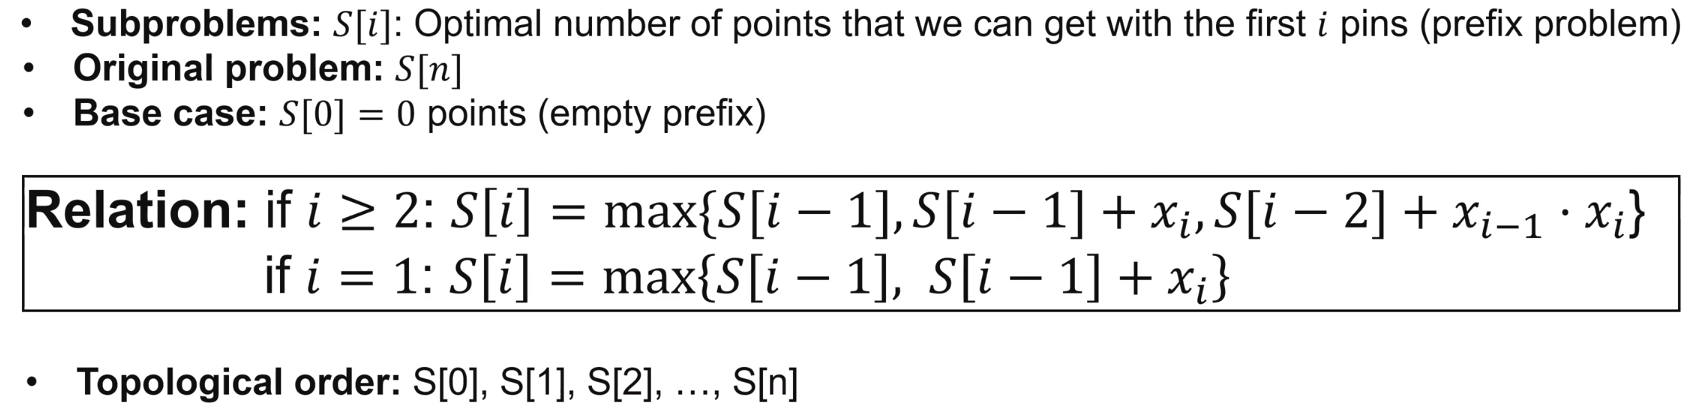 • Subproblems: S[i]: Optimal number of points that we can get with the first i pins (prefix problem)
• Original problem: S[n]
• Base case: S[0] = 0 points (empty prefix)
Relation: if i ≥ 2: S[i] = max{S[i − 1], S[i − 1] + xᵢ, S[i − 2] + xᵢ₋₁ · xᵢ}
if i = 1: S[i] = max{S[i − 1], S[i − 1] + xᵢ}
• Topological order: S[0], S[1], S[2], …, S[n]